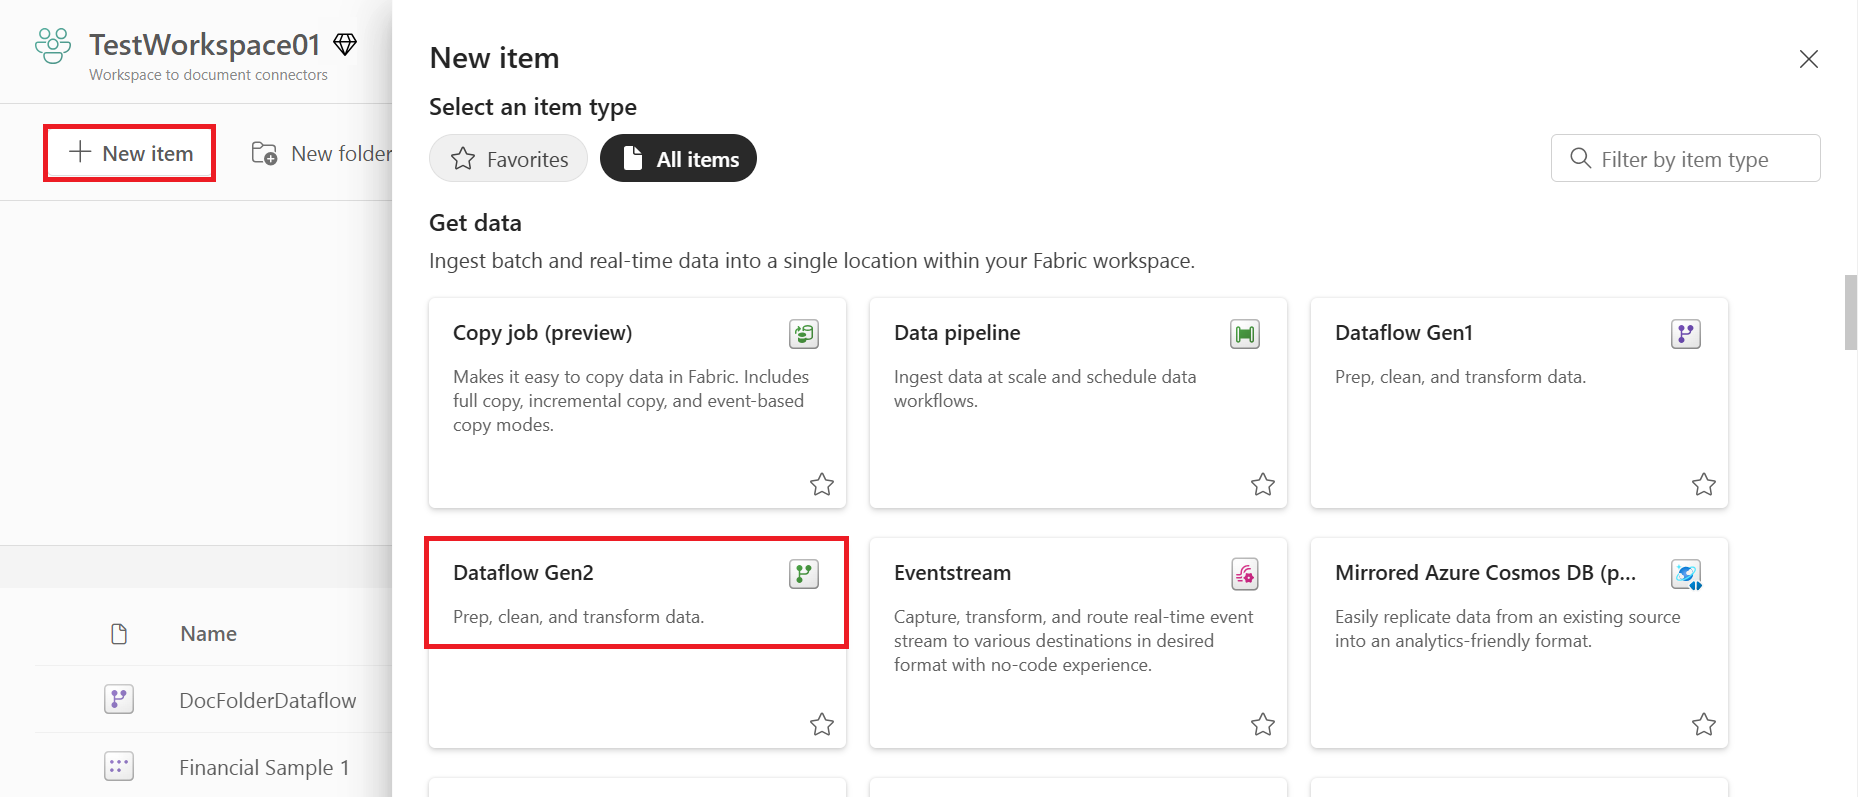 TestWorkspace01
Workspace to document connectors
New item
New folder
Name
DocFolderDataflow
Financial Sample 1
New item
Select an item type
Favorites
All items
Filter by item type
Get data
Ingest batch and real-time data into a single location within your Fabric workspace.
Copy job (preview)
Makes it easy to copy data in Fabric. Includes
full copy, incremental copy, and event-based
copy modes.
Data pipeline
Ingest data at scale and schedule data
workflows.
Dataflow Gen1
Prep, clean, and transform data.
Dataflow Gen2
Prep, clean, and transform data.
Eventstream
Capture, transform, and route real-time event
stream to various destinations in desired
format with no-code experience.
Mirrored Azure Cosmos DB (p...
Easily replicate data from an existing source
into an analytics-friendly format.